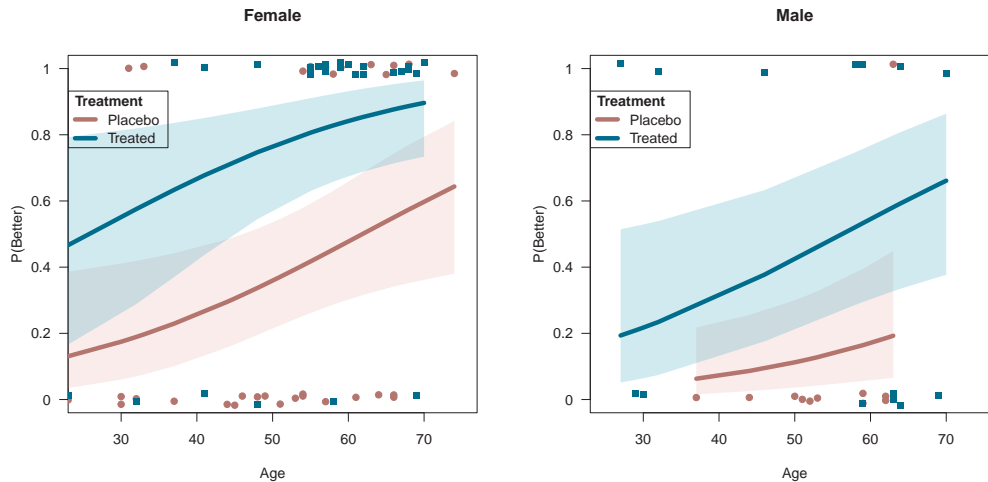 Female
P(Better)
1
0.8
0.6
0.4
0.2
0
Treatment
Placebo
Treated
30 40 50 60 70
Age
Male
P(Better)
1
0.8
0.6
0.4
0.2
0
Treatment
Placebo
Treated
30 40 50 60 70
Age